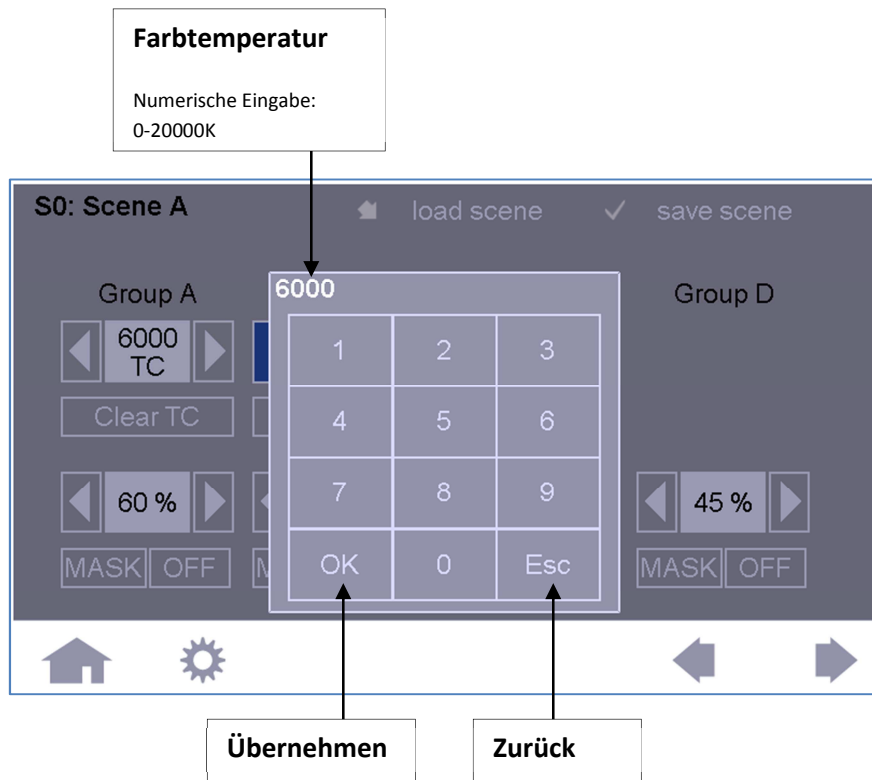 Farbtemperatur
Numerische Eingabe:
0-20000K
S0: Scene A
load scene
save scene
Group A
Group D
6000
6000
TC
Clear TC
1 2 3
4 5 6
7 8 9
OK 0 Esc
60 %
45 %
MASK OFF
MASK OFF
Übernehmen
Zurück